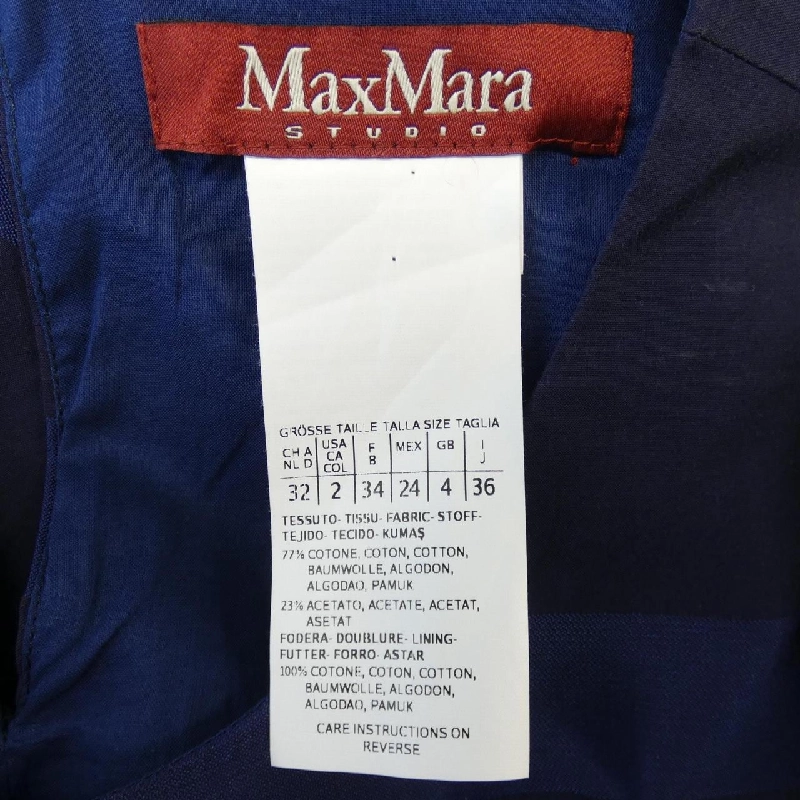 MaxMara
STUDIO
GRÖSSE TAILLE TALLA SIZE TAGLIA
CH A NL D | USA CA COL | F B | MEX | GB | I J
32 | 2 | 34 | 24 | 4 | 36
TESSUTO- TISSU- FABRIC- STOFF-
TEJIDO- TECIDO- KUMAŞ
77% COTONE, COTON, COTTON,
BAUMWOLLE, ALGODON,
ALGODAO, PAMUK
23% ACETATO, ACETATE, ACETAT,
ASETAT
FODERA- DOUBLURE- LINING-
FUTTER- FORRO- ASTAR
100% COTONE, COTON, COTTON,
BAUMWOLLE, ALGODON,
ALGODAO, PAMUK
CARE INSTRUCTIONS ON
REVERSE